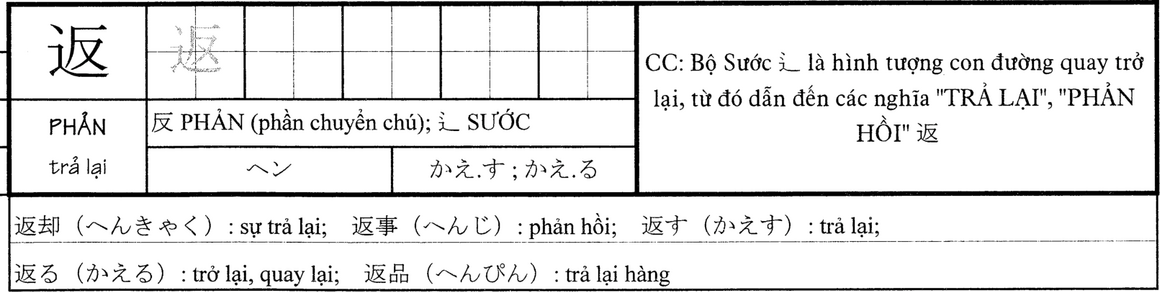 返 返
CC: Bộ Sước 辶 là hình tượng con đường quay trở
lại, từ đó dẫn đến các nghĩa "TRẢ LẠI", "PHẢN
HỒI" 返
PHẢN
trả lại
反 PHẢN (phần chuyển chú); 辶 SƯỚC
ヘン
かえ.す ; かえ.る
返却（へんきゃく）: sự trả lại; 返事（へんじ）: phản hồi; 返す（かえす）: trả lại;
返る（かえる）: trở lại, quay lại; 返品（へんぴん）: trả lại hàng